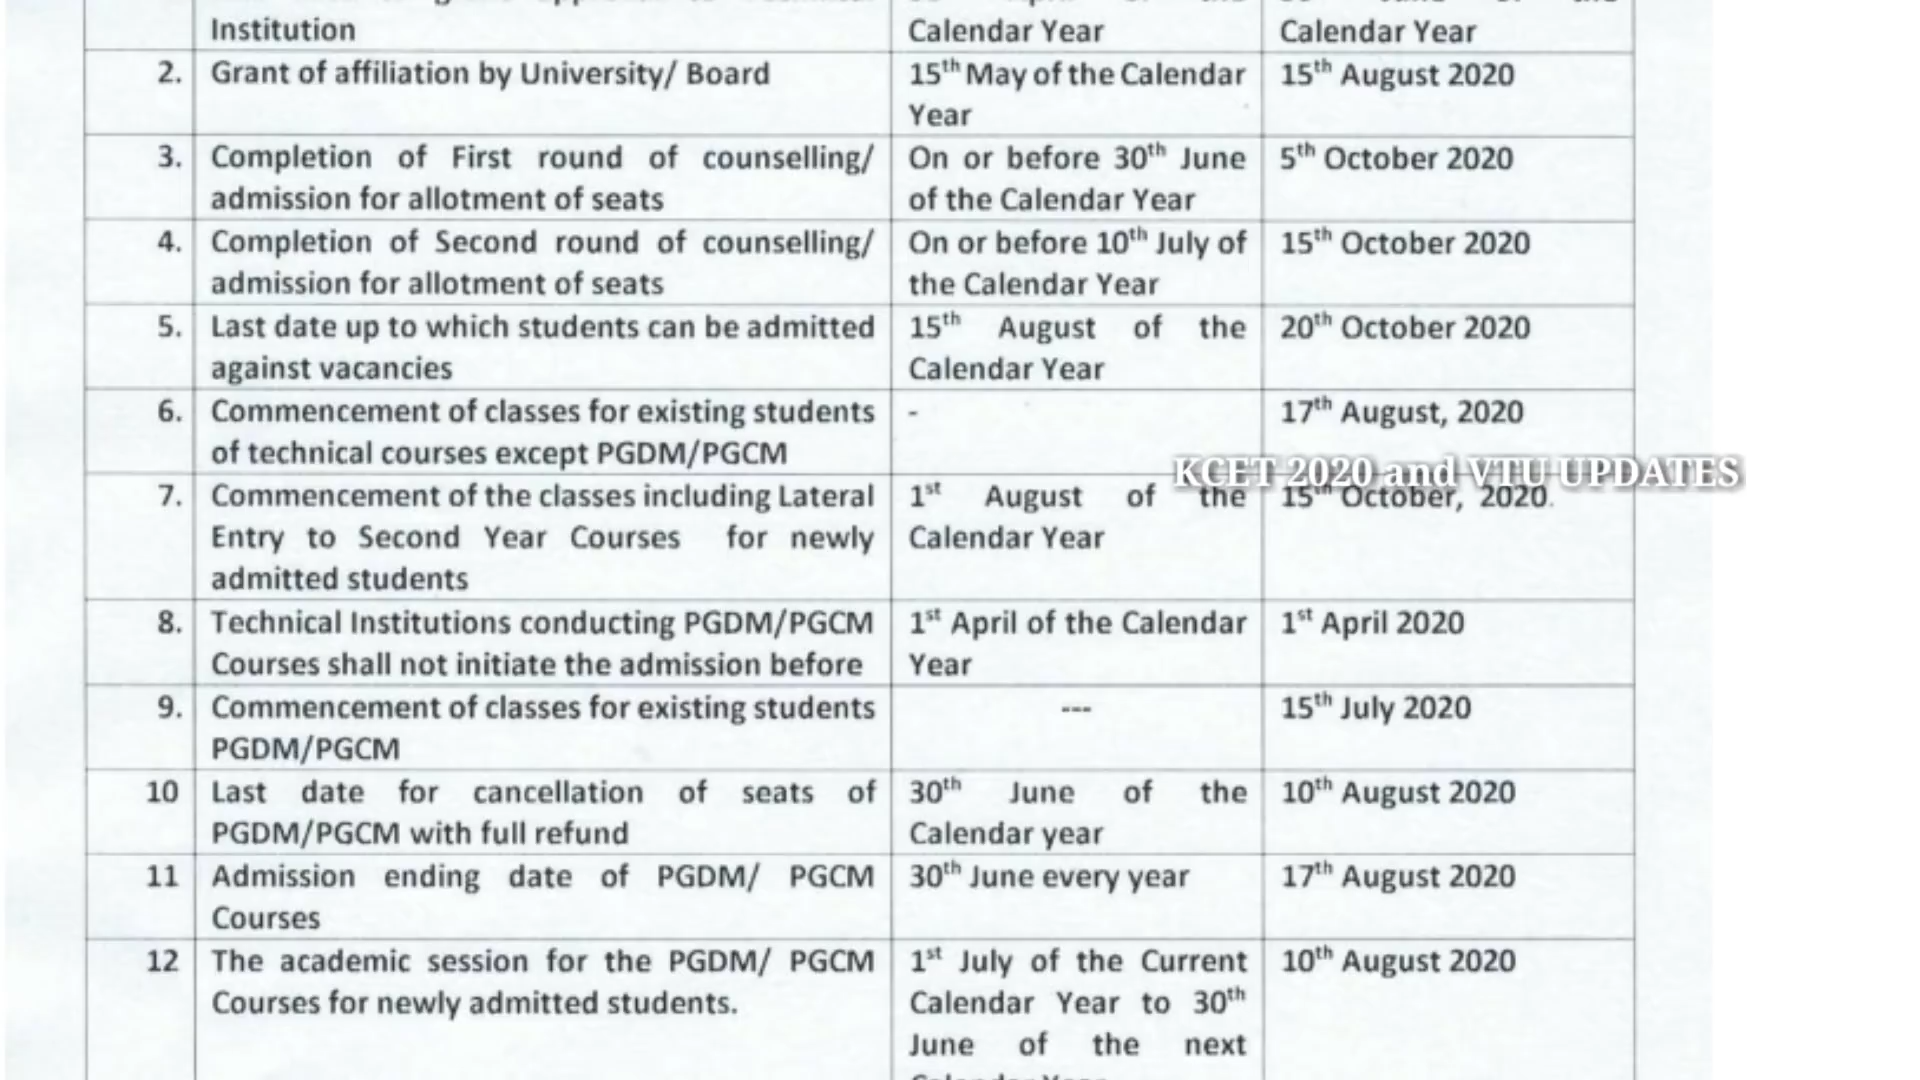 Institution
Calendar Year
Calendar Year
2. Grant of affiliation by University/ Board
15th May of the Calendar
Year
15th August 2020
3. Completion of First round of counselling/
admission for allotment of seats
On or before 30th June
of the Calendar Year
5th October 2020
4. Completion of Second round of counselling/
admission for allotment of seats
On or before 10th July of
the Calendar Year
15th October 2020
5. Last date up to which students can be admitted
against vacancies
15th August of the
Calendar Year
20th October 2020
6. Commencement of classes for existing students
of technical courses except PGDM/PGCM
-
17th August, 2020
KCET 2020 and VTU UPDATES
7. Commencement of the classes including Lateral
Entry to Second Year Courses for newly
admitted students
1st August of the
Calendar Year
15th October, 2020.
8. Technical Institutions conducting PGDM/PGCM
Courses shall not initiate the admission before
1st April of the Calendar
Year
1st April 2020
9. Commencement of classes for existing students
PGDM/PGCM
---
15th July 2020
10 Last date for cancellation of seats of
PGDM/PGCM with full refund
30th June of the
Calendar year
10th August 2020
11 Admission ending date of PGDM/ PGCM
Courses
30th June every year
17th August 2020
12 The academic session for the PGDM/ PGCM
Courses for newly admitted students.
1st July of the Current
Calendar Year to 30th
June of the next
10th August 2020